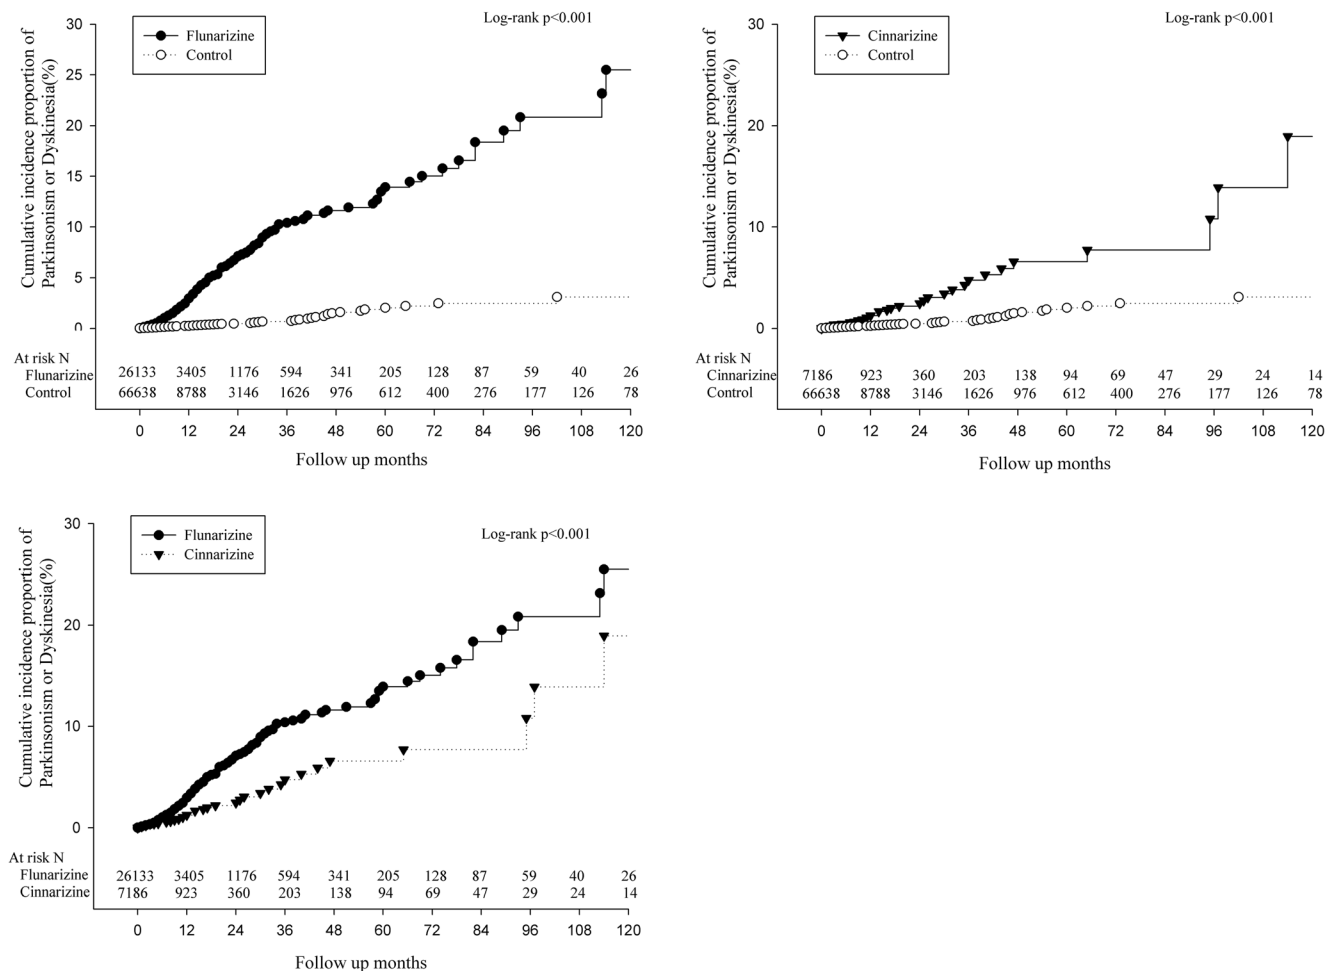 Log-rank p<0.001
Flunarizine
Control
Cumulative incidence proportion of
Parkinsonism or Dyskinesia(%)
30
25
20
15
10
5
0
At risk N
Flunarizine 26133 3405 1176 594 341 205 128 87 59 40 26
Control 66638 8788 3146 1626 976 612 400 276 177 126 78
0 12 24 36 48 60 72 84 96 108 120
Follow up months
Log-rank p<0.001
Cinnarizine
Control
Cumulative incidence proportion of
Parkinsonism or Dyskinesia(%)
30
20
10
0
At risk N
Cinnarizine 7186 923 360 203 138 94 69 47 29 24 14
Control 66638 8788 3146 1626 976 612 400 276 177 126 78
0 12 24 36 48 60 72 84 96 108 120
Follow up months
Log-rank p<0.001
Flunarizine
Cinnarizine
Cumulative incidence proportion of
Parkinsonism or Dyskinesia(%)
30
20
10
0
At risk N
Flunarizine 26133 3405 1176 594 341 205 128 87 59 40 26
Cinnarizine 7186 923 360 203 138 94 69 47 29 24 14
0 12 24 36 48 60 72 84 96 108 120
Follow up months